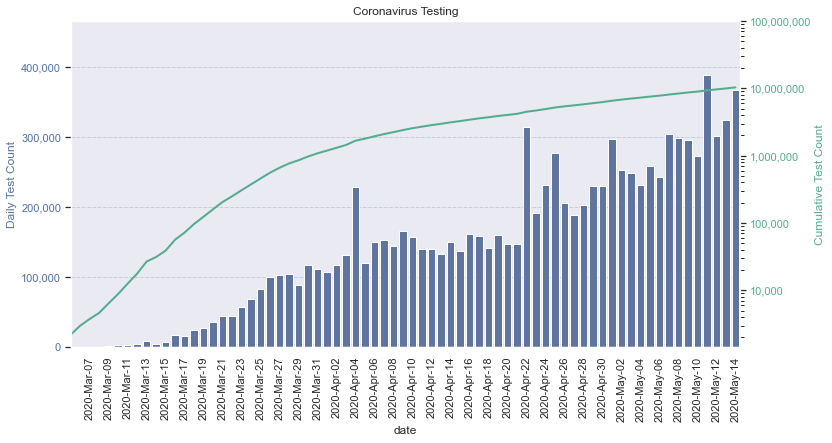 Coronavirus Testing
Daily Test Count
400,000
300,000
200,000
100,000
0
100,000,000
10,000,000
1,000,000
100,000
10,000
Cumulative Test Count
2020-Mar-07
2020-Mar-09
2020-Mar-11
2020-Mar-13
2020-Mar-15
2020-Mar-17
2020-Mar-19
2020-Mar-21
2020-Mar-23
2020-Mar-25
2020-Mar-27
2020-Mar-29
2020-Mar-31
2020-Apr-02
2020-Apr-04
2020-Apr-06
2020-Apr-08
2020-Apr-10
2020-Apr-12
2020-Apr-14
2020-Apr-16
2020-Apr-18
2020-Apr-20
2020-Apr-22
2020-Apr-24
2020-Apr-26
2020-Apr-28
2020-Apr-30
2020-May-02
2020-May-04
2020-May-06
2020-May-08
2020-May-10
2020-May-12
2020-May-14
date